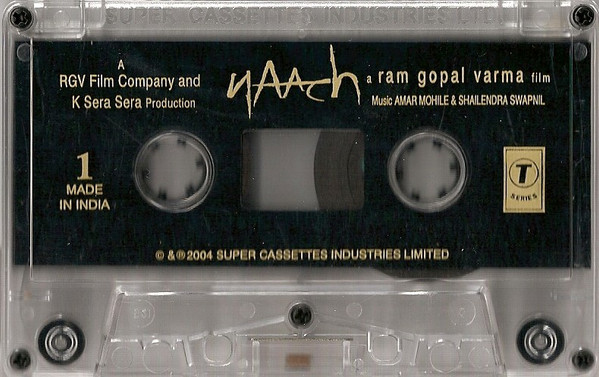 SUPER CASSETTES INDUSTRIES LTD.
A
RGV Film Company and
K Sera Sera Production
naach
a ram gopal varma film
Music AMAR MOHILE & SHAILENDRA SWAPNIL
1
MADE
IN INDIA
T
SERIES
© & ℗ 2004 SUPER CASSETTES INDUSTRIES LIMITED